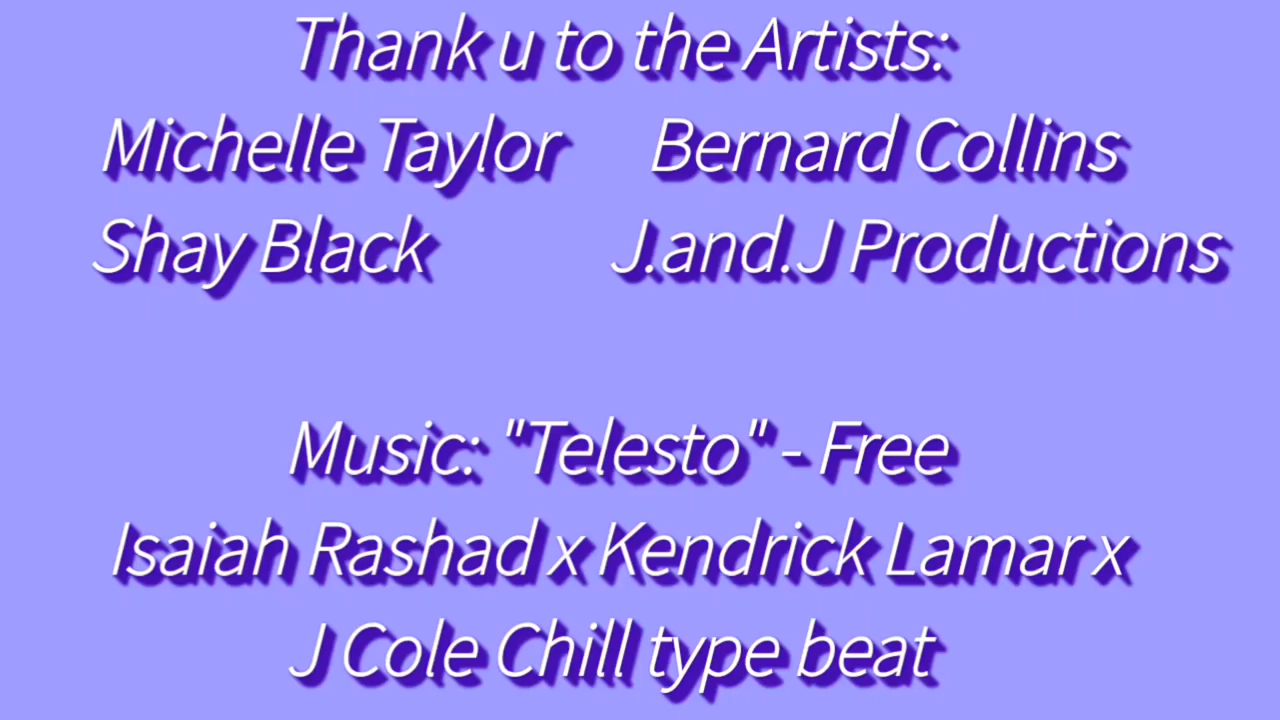 Thank u to the Artists:
Michelle Taylor Bernard Collins
Shay Black J.and.J Productions
Music: "Telesto" - Free
Isaiah Rashad x Kendrick Lamar x
J Cole Chill type beat